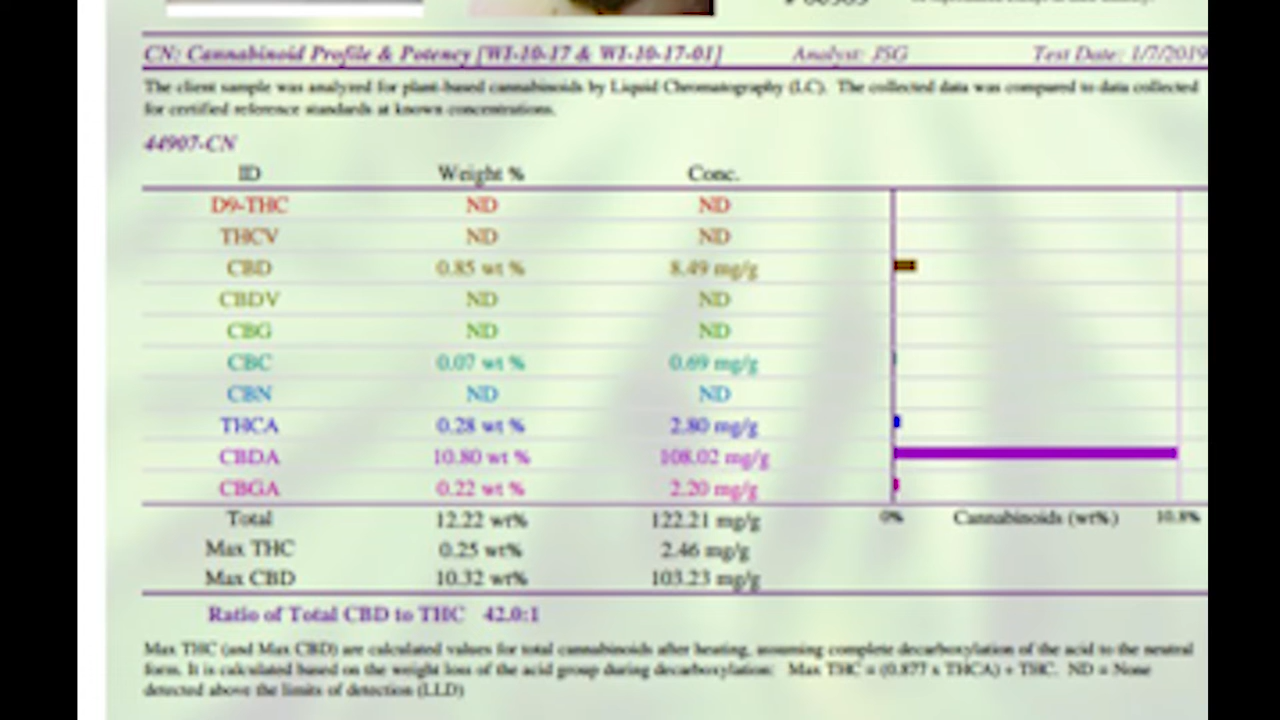 CN: Cannabinoid Profile & Potency [WI-10-17 & WI-10-17-01] Analyst: JSG Test Date: 1/7/2019
The client sample was analyzed for plant-based cannabinoids by Liquid Chromatography (LC). The collected data was compared to data collected
for certified reference standards at known concentrations.
44907-CN
ID Weight % Conc.
D9-THC ND ND
THCV ND ND
CBD 0.85 wt % 8.49 mg/g
CBDV ND ND
CBG ND ND
CBC 0.07 wt % 0.69 mg/g
CBN ND ND
THCA 0.28 wt % 2.80 mg/g
CBDA 10.80 wt % 108.02 mg/g
CBGA 0.22 wt % 2.20 mg/g
Total 12.22 wt% 122.21 mg/g 0% Cannabinoids (wt%) 10.8%
Max THC 0.25 wt% 2.46 mg/g
Max CBD 10.32 wt% 103.23 mg/g
Ratio of Total CBD to THC 42.0:1
Max THC (and Max CBD) are calculated values for total cannabinoids after heating, assuming complete decarboxylation of the acid to the neutral
form. It is calculated based on the weight loss of the acid group during decarboxylation: Max THC = (0.877 x THCA) + THC. ND = None
detected above the limits of detection (LLD)